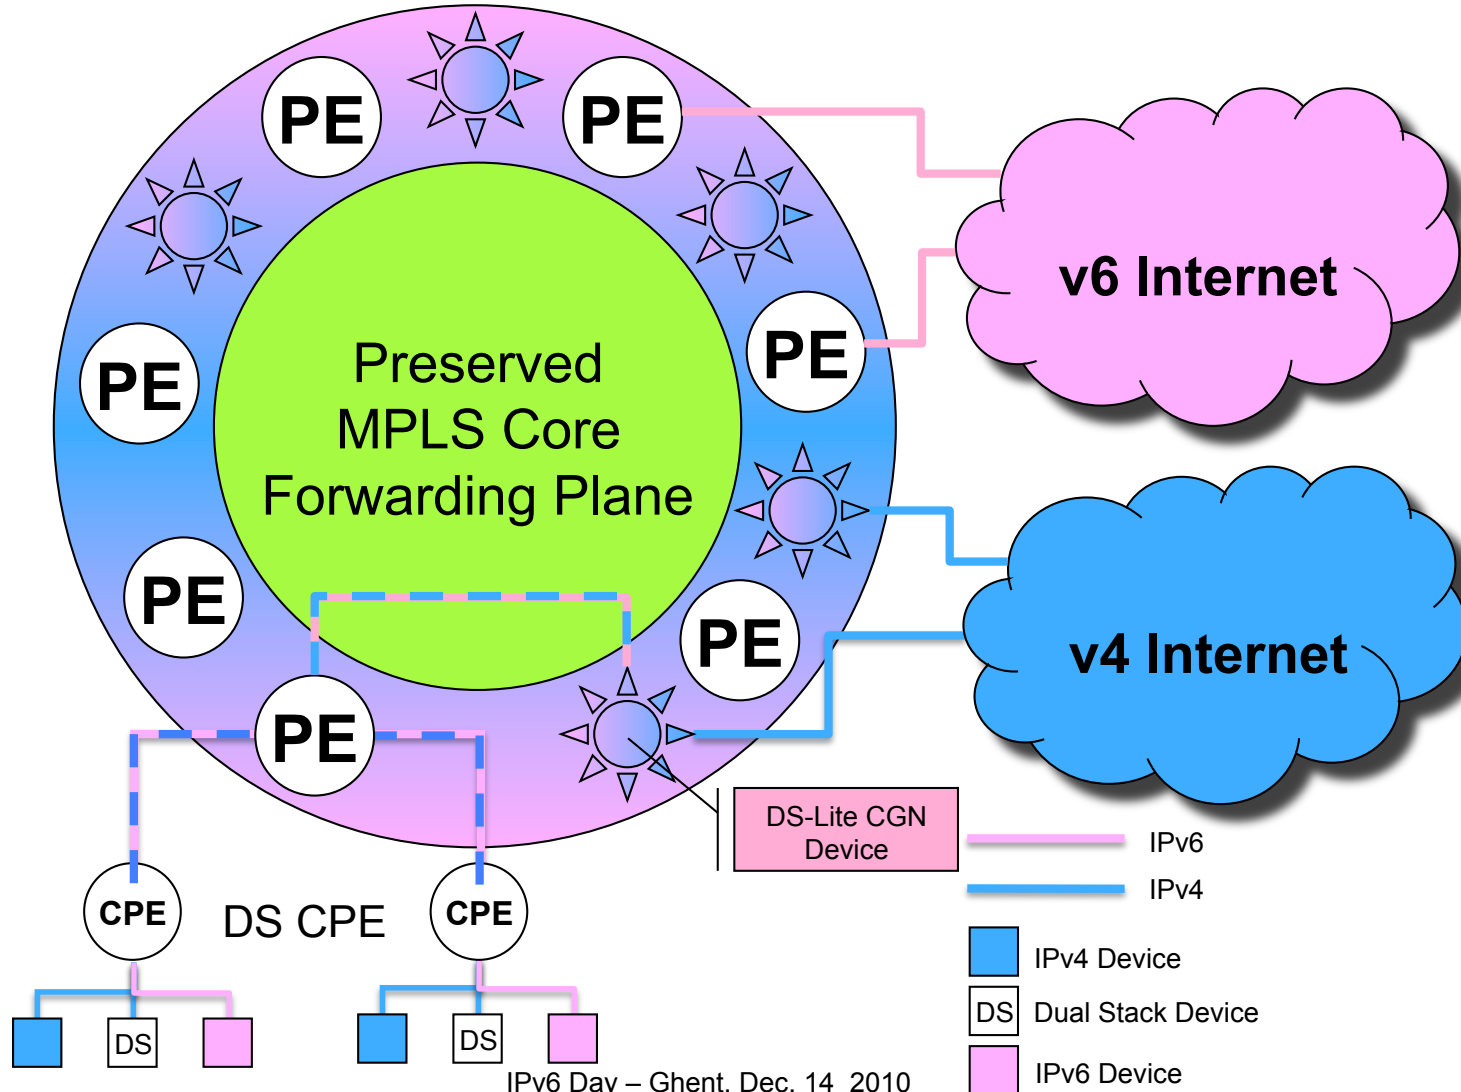 PE
PE
v6 Internet
PE
PE
Preserved
MPLS Core
Forwarding Plane
PE
PE
v4 Internet
PE
DS-Lite CGN
Device
IPv6
IPv4
CPE
DS CPE
CPE
IPv4 Device
DS
Dual Stack Device
DS
DS
IPv6 Device
IPv6 Day – Ghent, Dec. 14 2010